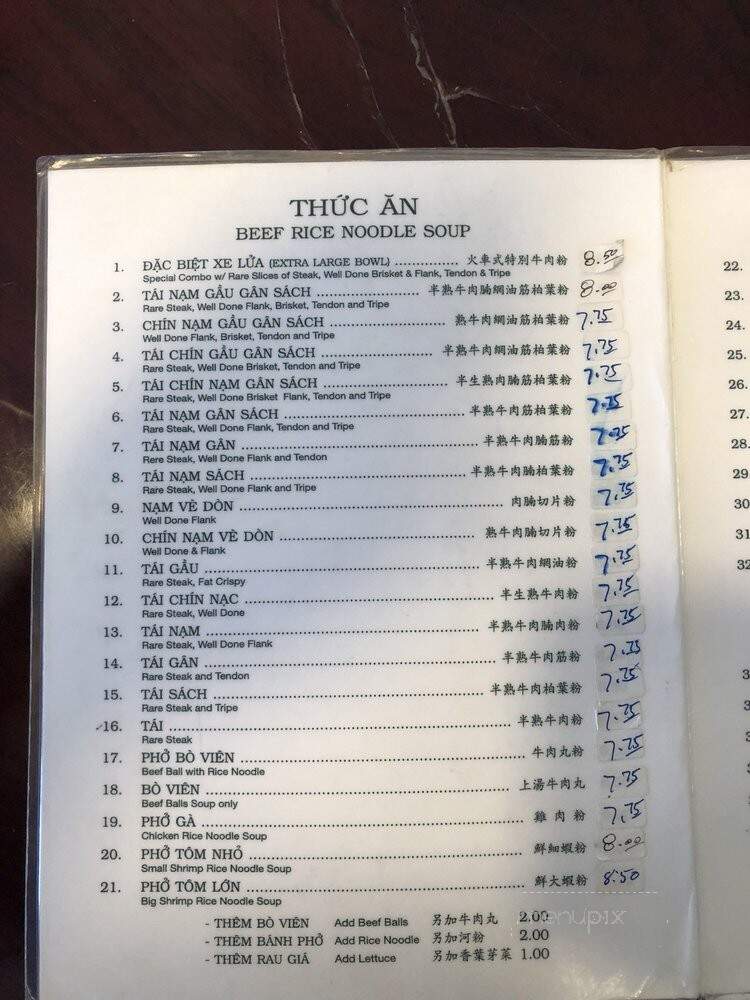 THỨC ĂN
BEEF RICE NOODLE SOUP
1. ĐẶC BIỆT XE LỬA (EXTRA LARGE BOWL) .............. 火車式特別牛肉粉 8.50
Special Combo w/ Rare Slices of Steak, Well Done Brisket & Flank, Tendon & Tripe
2. TÁI NẠM GẦU GÂN SÁCH ........................ 半熟牛肉腩網油筋柏葉粉 8.00
Rare Steak, Well Done Flank, Brisket, Tendon and Tripe
3. CHÍN NẠM GẦU GÂN SÁCH .......................... 熟牛肉網油筋柏葉粉 7.75
Well Done Flank, Brisket, Tendon and Tripe
4. TÁI CHÍN GẦU GÂN SÁCH ......................... 半熟牛肉網油筋柏葉粉 7.75
Rare Steak, Well Done Brisket, Tendon and Tripe
5. TÁI CHÍN NẠM GÂN SÁCH .......................... 半生熟肉腩筋柏葉粉 7.75
Rare Steak, Well Done Brisket Flank, Tendon and Tripe
6. TÁI NẠM GÂN SÁCH .................................... 半熟牛肉筋柏葉粉 7.75
Rare Steak, Well Done Flank, Tendon and Tripe
7. TÁI NẠM GÂN ................................................ 半熟牛肉腩筋粉 7.75
Rere Steak, Well Done Flank and Tendon
8. TÁI NẠM SÁCH ............................................ 半熟牛肉腩柏葉粉 7.75
Rare Steak, Well Done Flank and Tripe
9. NẠM VÈ DÒN ..................................................... 肉腩切片粉 7.75
Well Done Flank
10. CHÍN NẠM VÈ DÒN ........................................ 熟牛肉腩切片粉 7.75
Well Done & Flank
11. TÁI GẦU ...................................................... 半熟牛肉網油粉 7.75
Rare Steak, Fat Crispy
12. TÁI CHÍN NẠC ................................................ 半生熟牛肉粉 7.75
Rare Steak, Well Done
13. TÁI NẠM ...................................................... 半熟牛肉腩肉粉 7.75
Rare Steak, Well Done Flank
14. TÁI GÂN ......................................................... 半熟牛肉筋粉 7.75
Rare Steak and Tendon
15. TÁI SÁCH ..................................................... 半熟牛肉柏葉粉 7.75
Rare Steak and Tripe
16. TÁI .................................................................. 半熟牛肉粉 7.75
Rare Steak
17. PHỞ BÒ VIÊN ..................................................... 牛肉丸粉 7.75
Beef Ball with Rice Noodle
18. BÒ VIÊN .......................................................... 上湯牛肉丸 7.75
Beef Balls Soup only
19. PHỞ GÀ .............................................................. 雞肉粉 7.75
Chicken Rice Noodle Soup
20. PHỞ TÔM NHỎ .................................................... 鮮細蝦粉 8.00
Small Shrimp Rice Noodle Soup
21. PHỞ TÔM LỚN .................................................... 鮮大蝦粉 8.50
Big Shrimp Rice Noodle Soup
- THÊM BÒ VIÊN Add Beef Balls 另加牛肉丸 2.00
- THÊM BÁNH PHỞ Add Rice Noodle 另加河粉 2.00
- THÊM RAU GIÁ Add Lettuce 另加香葉芽菜 1.00
menupix
22.
23.
24.
25.
26.
27.
28.
29.
30
31
32